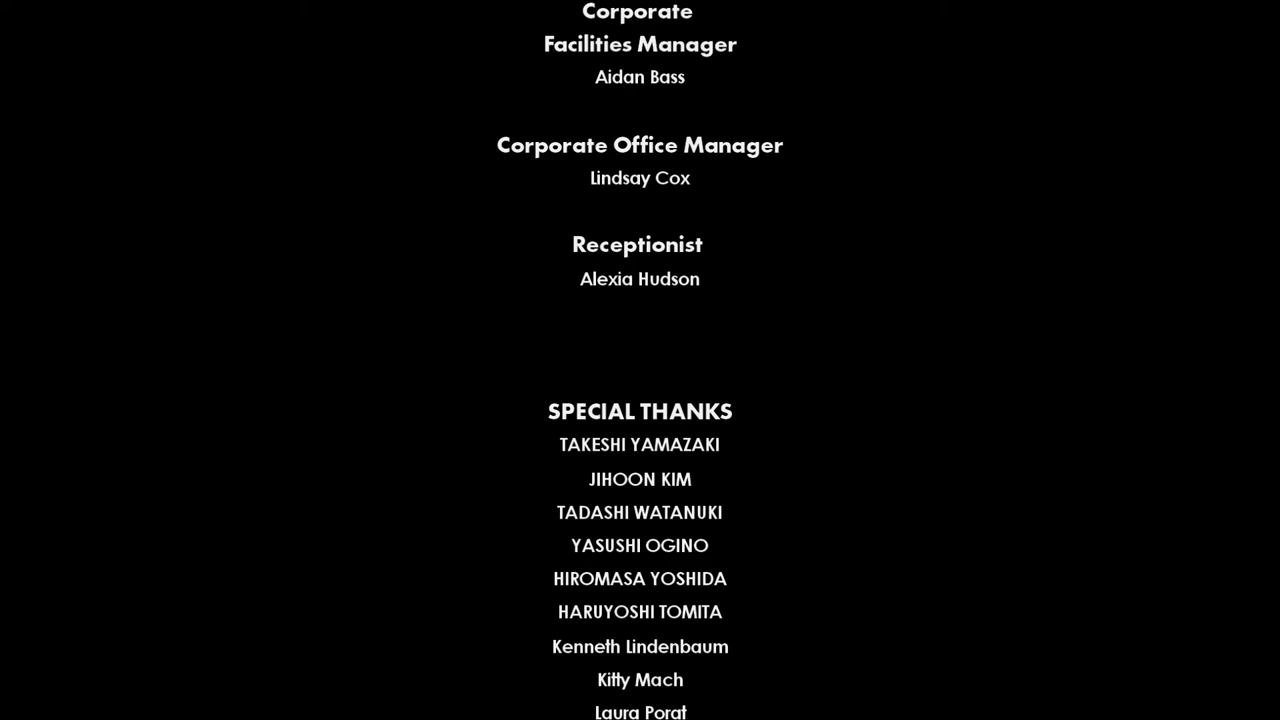 Corporate
Facilities Manager
Aidan Bass
Corporate Office Manager
Lindsay Cox
Receptionist
Alexia Hudson
SPECIAL THANKS
TAKESHI YAMAZAKI
JIHOON KIM
TADASHI WATANUKI
YASUSHI OGINO
HIROMASA YOSHIDA
HARUYOSHI TOMITA
Kenneth Lindenbaum
Kitty Mach
Laura Porat